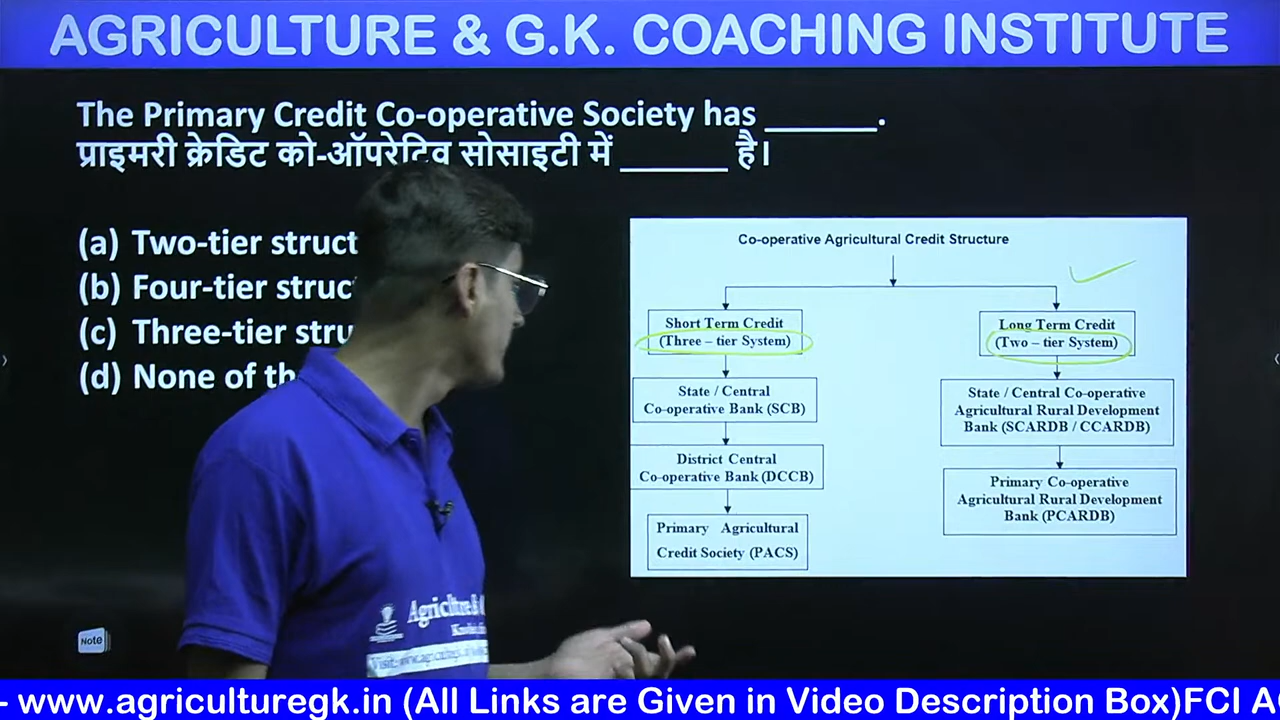 AGRICULTURE & G.K. COACHING INSTITUTE
The Primary Credit Co-operative Society has ______.
प्राइमरी क्रेडिट को-ऑपरेटिव सोसाइटी में ______ है।
(a) Two-tier struct
(b) Four-tier struc
(c) Three-tier stru
(d) None of th
Co-operative Agricultural Credit Structure
Short Term Credit
(Three – tier System)
State / Central
Co-operative Bank (SCB)
District Central
Co-operative Bank (DCCB)
Primary Agricultural
Credit Society (PACS)
Long Term Credit
(Two – tier System)
State / Central Co-operative
Agricultural Rural Development
Bank (SCARDB / CCARDB)
Primary Co-operative
Agricultural Rural Development
Bank (PCARDB)
Note
- www.agriculturegk.in (All Links are Given in Video Description Box)FCI A